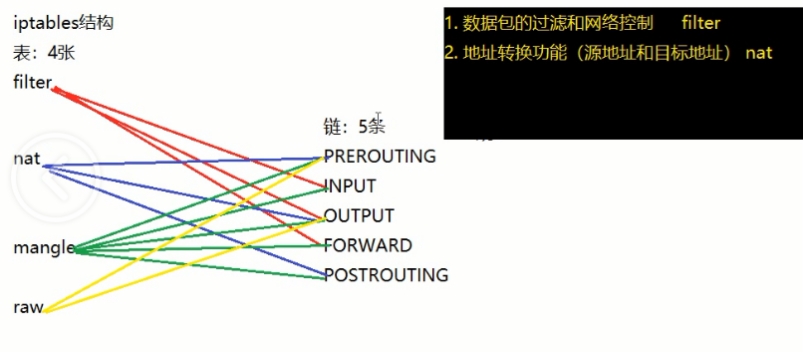 iptables结构
表：4张
filter
nat
mangle
raw
链：5条
PREROUTING
INPUT
OUTPUT
FORWARD
POSTROUTING
1. 数据包的过滤和网络控制 filter
2. 地址转换功能（源地址和目标地址） nat